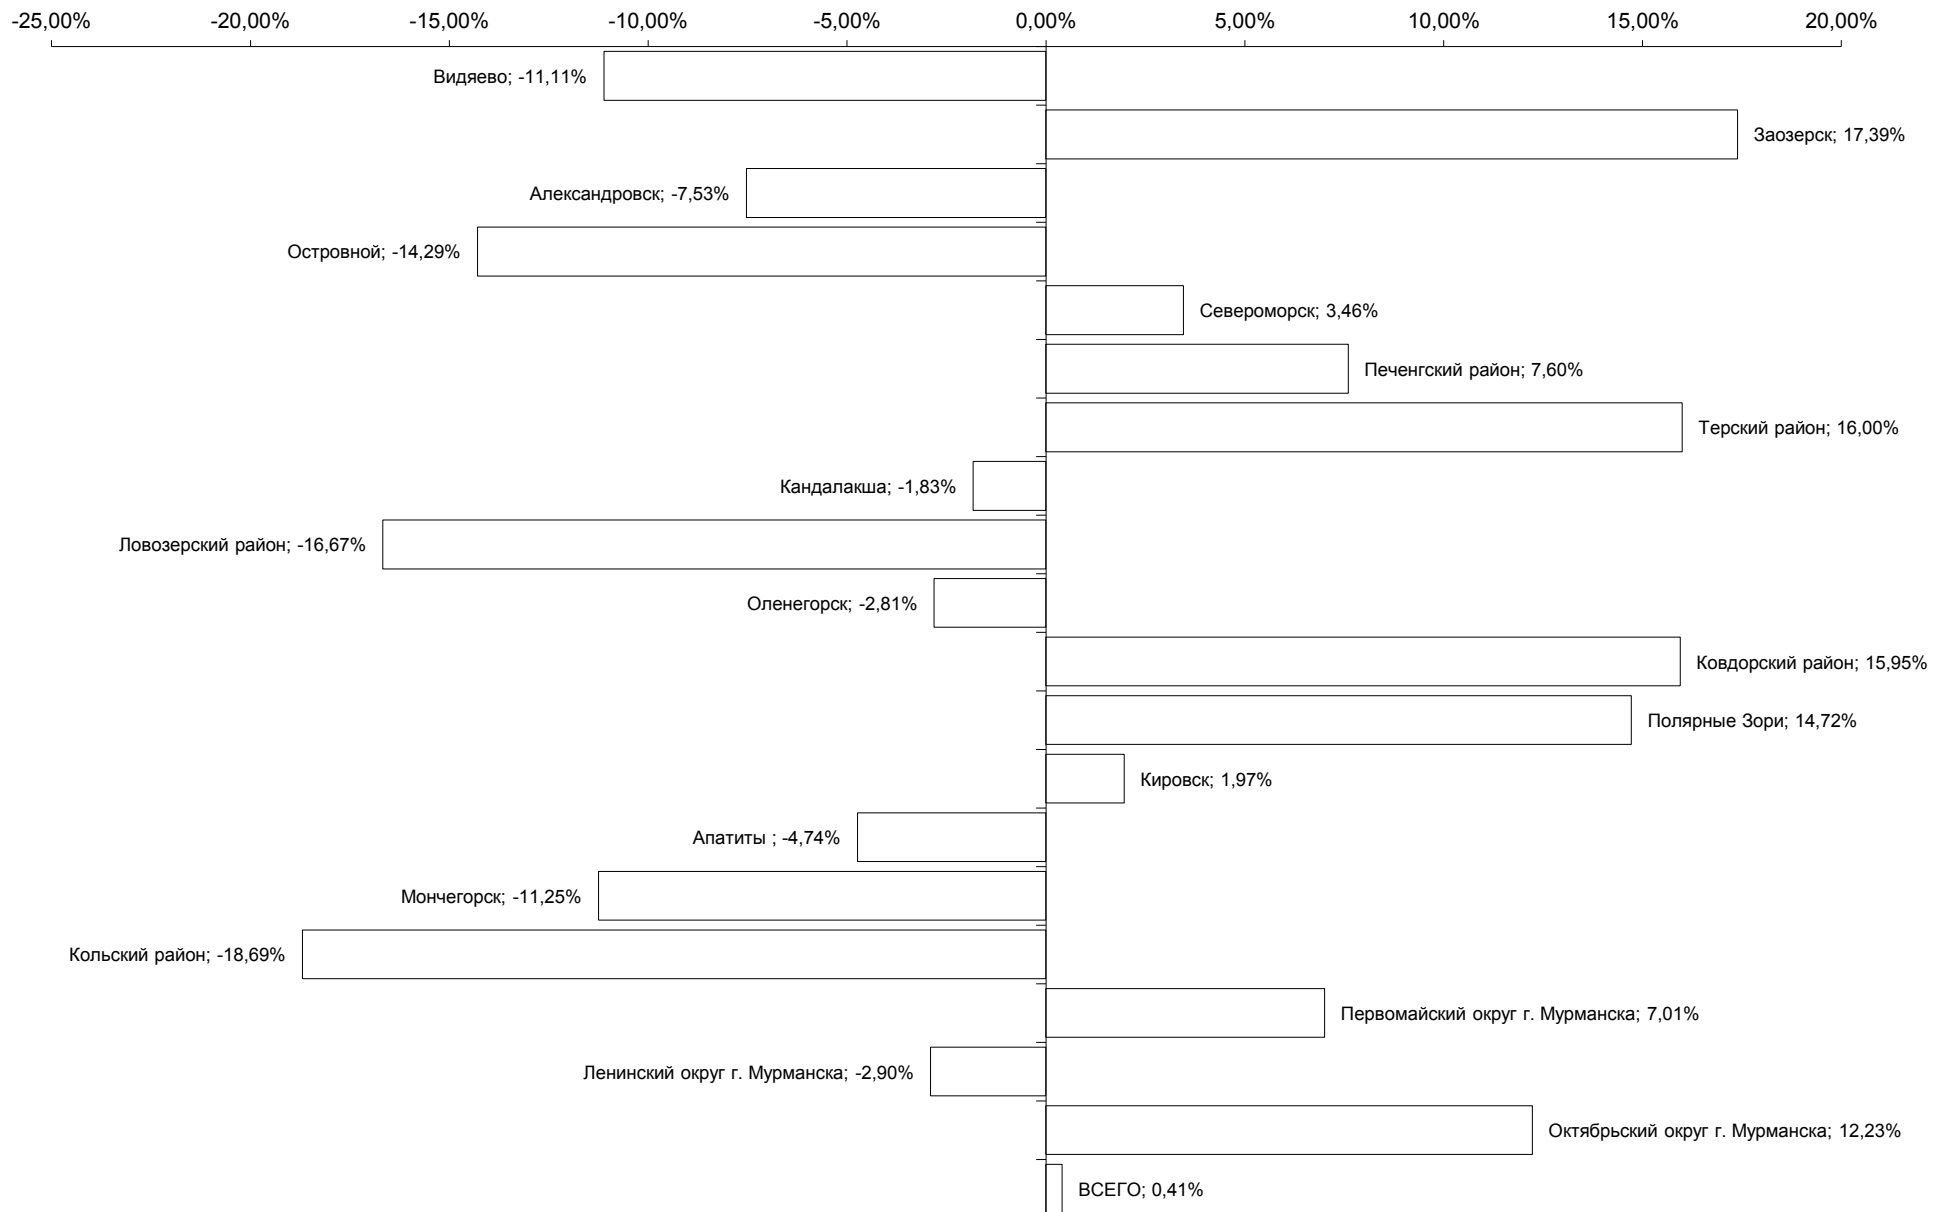 -25,00% -20,00% -15,00% -10,00% -5,00% 0,00% 5,00% 10,00% 15,00% 20,00%
Видяево; -11,11%
Заозерск; 17,39%
Александровск; -7,53%
Островной; -14,29%
Североморск; 3,46%
Печенгский район; 7,60%
Терский район; 16,00%
Кандалакша; -1,83%
Ловозерский район; -16,67%
Оленегорск; -2,81%
Ковдорский район; 15,95%
Полярные Зори; 14,72%
Кировск; 1,97%
Апатиты ; -4,74%
Мончегорск; -11,25%
Кольский район; -18,69%
Первомайский округ г. Мурманска; 7,01%
Ленинский округ г. Мурманска; -2,90%
Октябрьский округ г. Мурманска; 12,23%
ВСЕГО; 0,41%